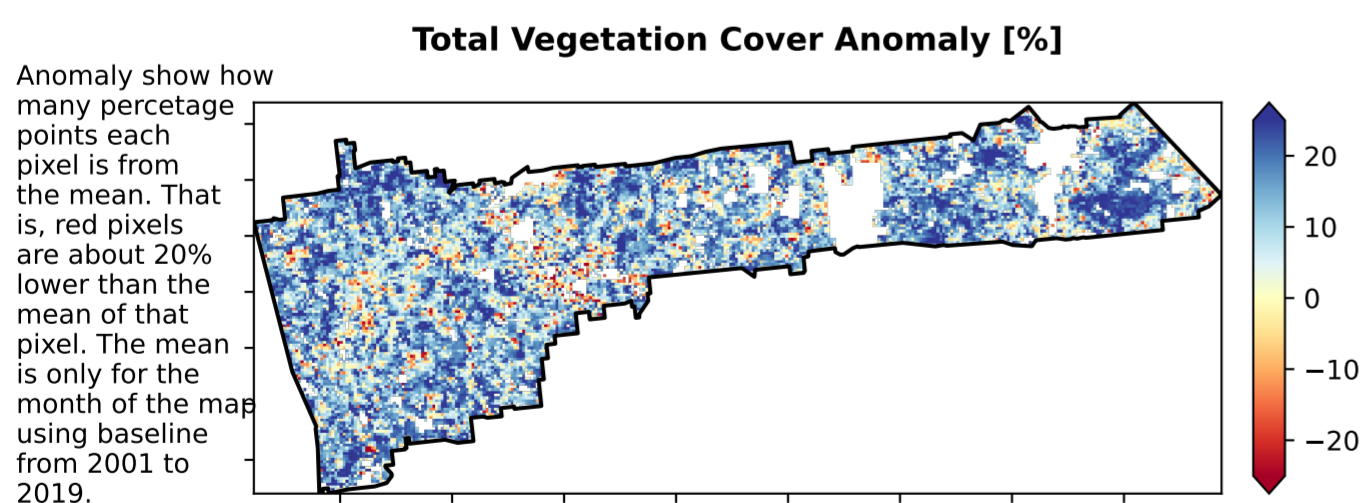 Total Vegetation Cover Anomaly [%]
Anomaly show how
many percetage
points each
pixel is from
the mean. That
is, red pixels
are about 20%
lower than the
mean of that
pixel. The mean
is only for the
month of the map
using baseline
from 2001 to
2019.
20
10
0
−10
−20